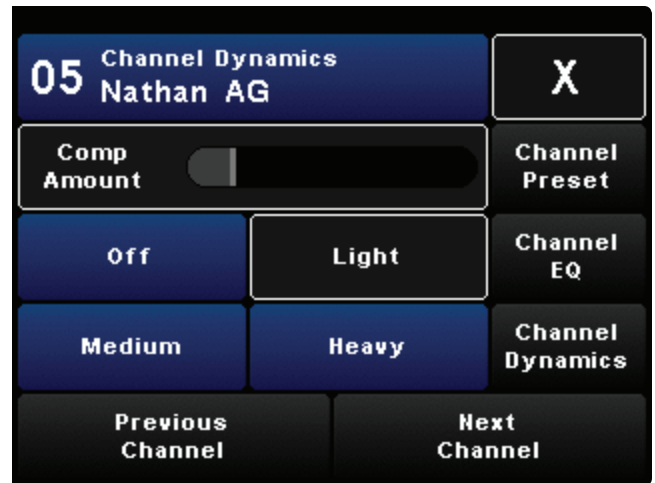 05 Channel Dynamics
Nathan AG
X
Comp
Amount
Channel
Preset
Off
Light
Channel
EQ
Medium
Heavy
Channel
Dynamics
Previous
Channel
Next
Channel